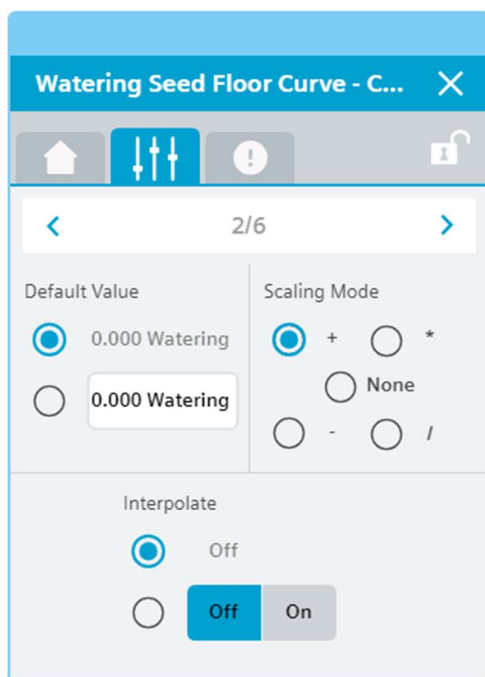 Watering Seed Floor Curve - C...
2/6
Default Value
0.000 Watering
0.000 Watering
Scaling Mode
+ *
None
- /
Interpolate
Off
Off On